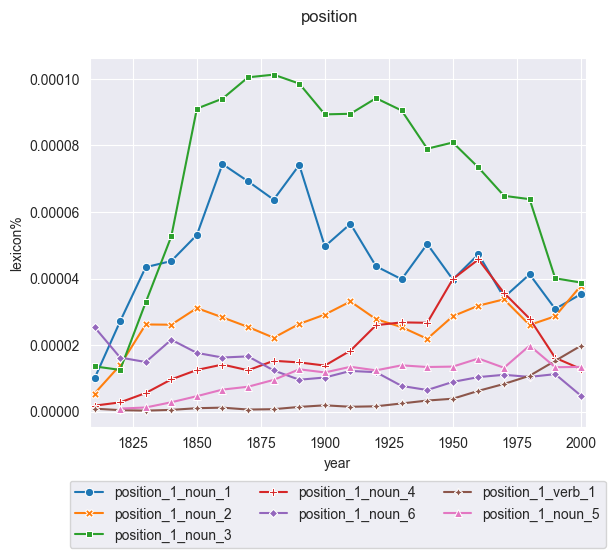 position
0.00010
0.00008
0.00006
0.00004
0.00002
0.00000
lexicon%
1825 1850 1875 1900 1925 1950 1975 2000
year
position_1_noun_1 position_1_noun_4 position_1_verb_1
position_1_noun_2 position_1_noun_6 position_1_noun_5
position_1_noun_3